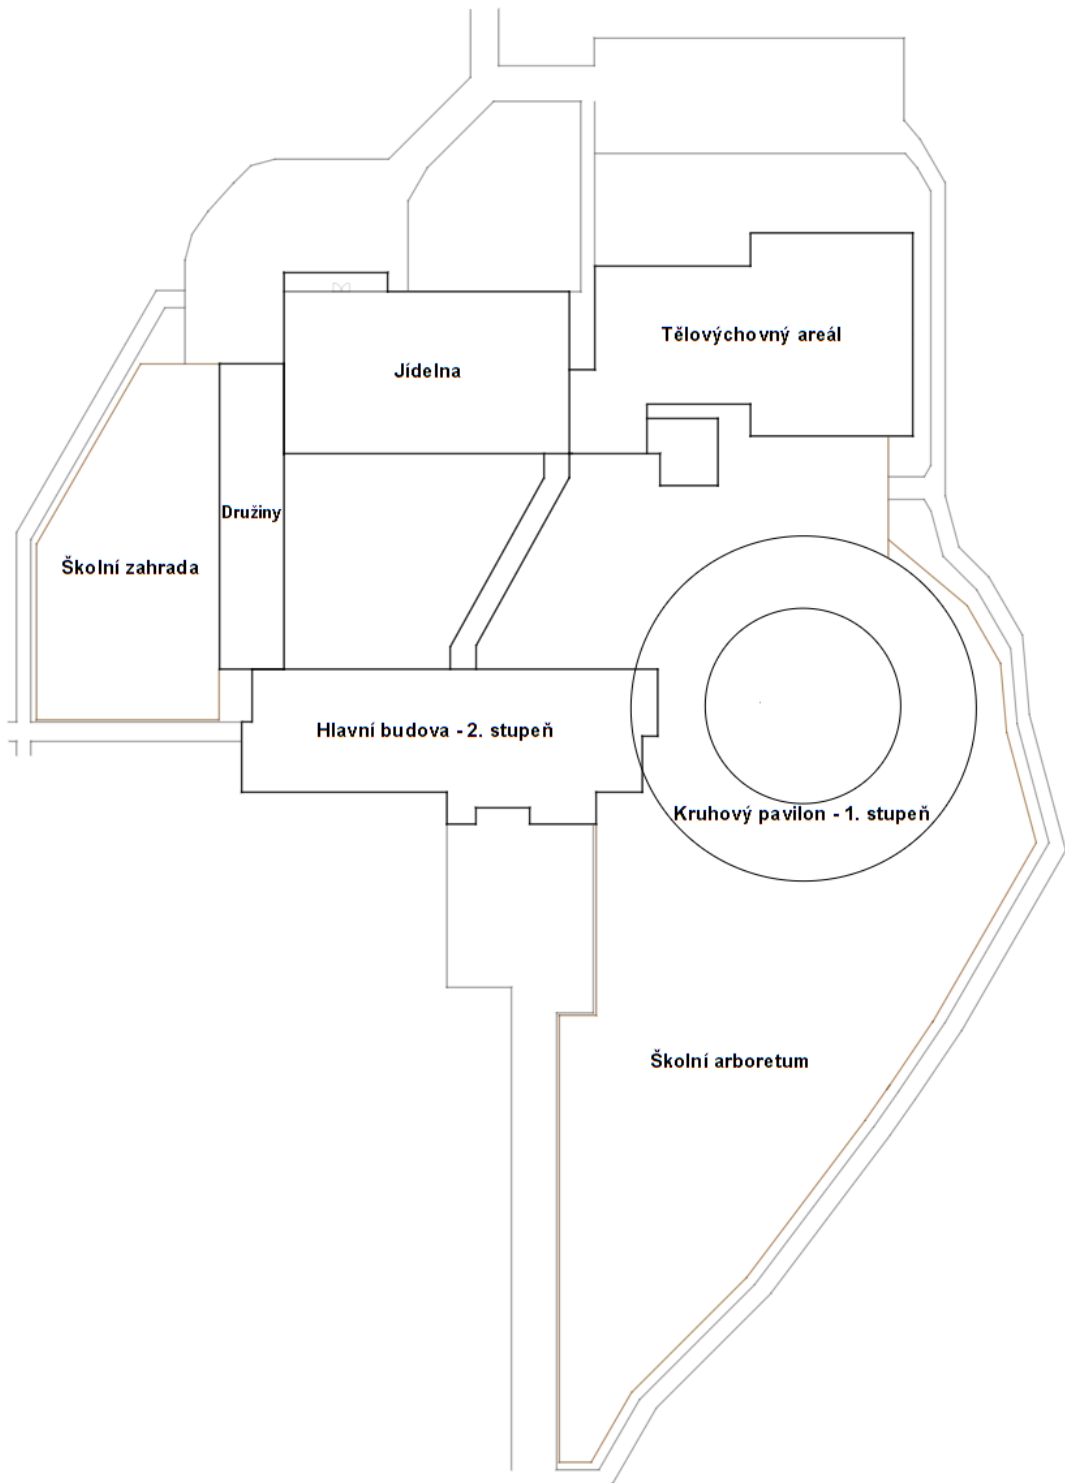 Tělovýchovný areál
Jídelna
Družiny
Školní zahrada
Hlavní budova - 2. stupeň
Kruhový pavilon - 1. stupeň
Školní arboretum